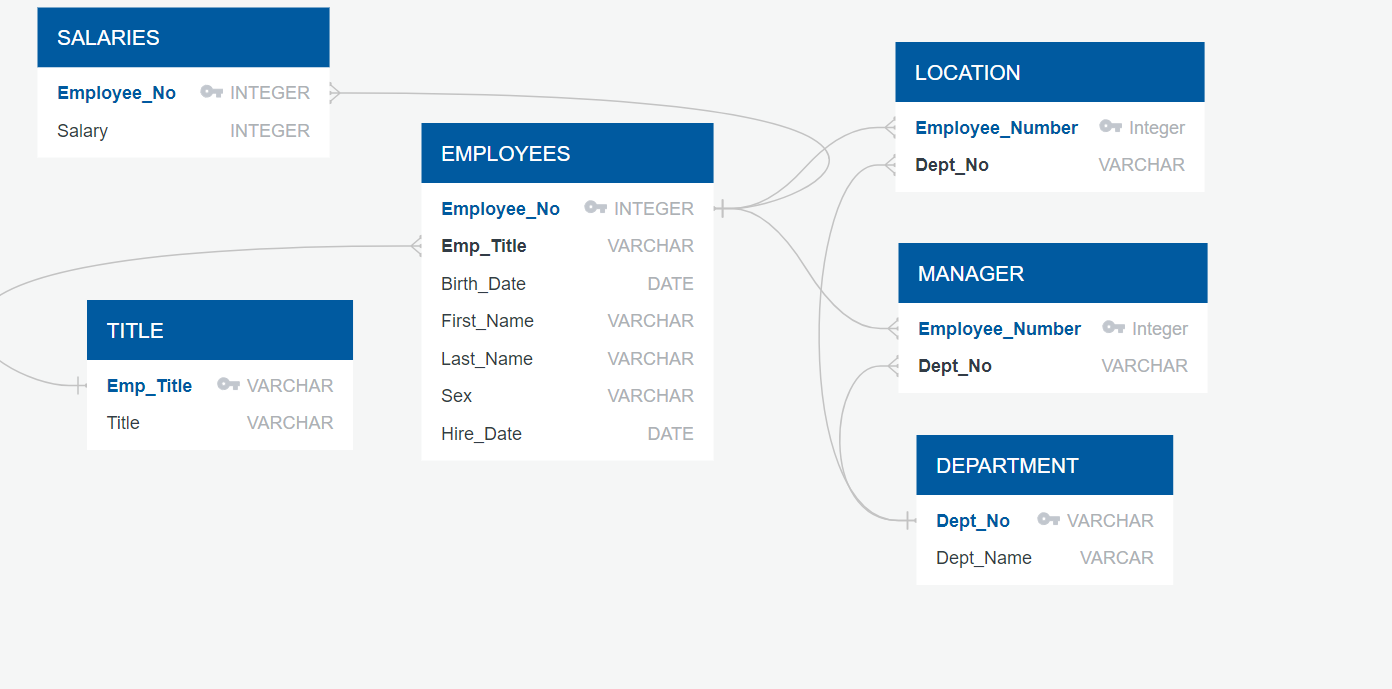 SALARIES
Employee_No INTEGER
Salary INTEGER
EMPLOYEES
Employee_No INTEGER
Emp_Title VARCHAR
Birth_Date DATE
First_Name VARCHAR
Last_Name VARCHAR
Sex VARCHAR
Hire_Date DATE
TITLE
Emp_Title VARCHAR
Title VARCHAR
LOCATION
Employee_Number Integer
Dept_No VARCHAR
MANAGER
Employee_Number Integer
Dept_No VARCHAR
DEPARTMENT
Dept_No VARCHAR
Dept_Name VARCAR